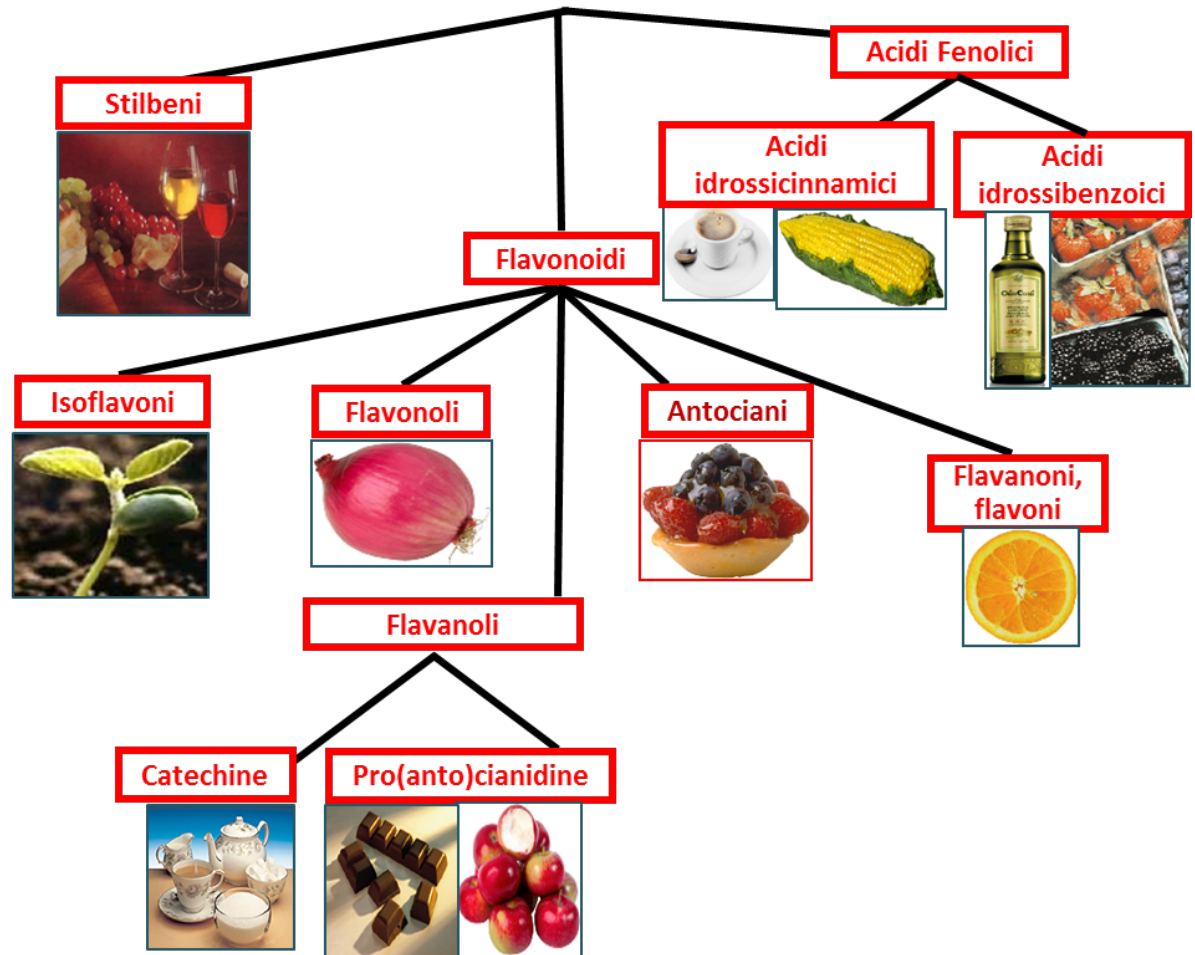 Acidi Fenolici
Stilbeni
Acidi
idrossicinnamici
Acidi
idrossibenzoici
Flavonoidi
Isoflavoni
Flavonoli
Antociani
Flavanoni,
flavoni
Flavanoli
Catechine
Pro(anto)cianidine